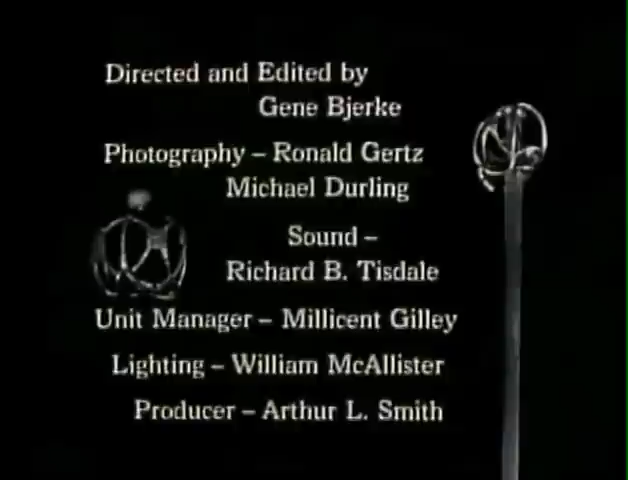 Directed and Edited by
Gene Bjerke
Photography – Ronald Gertz
Michael Durling
Sound –
Richard B. Tisdale
Unit Manager – Millicent Gilley
Lighting – William McAllister
Producer – Arthur L. Smith